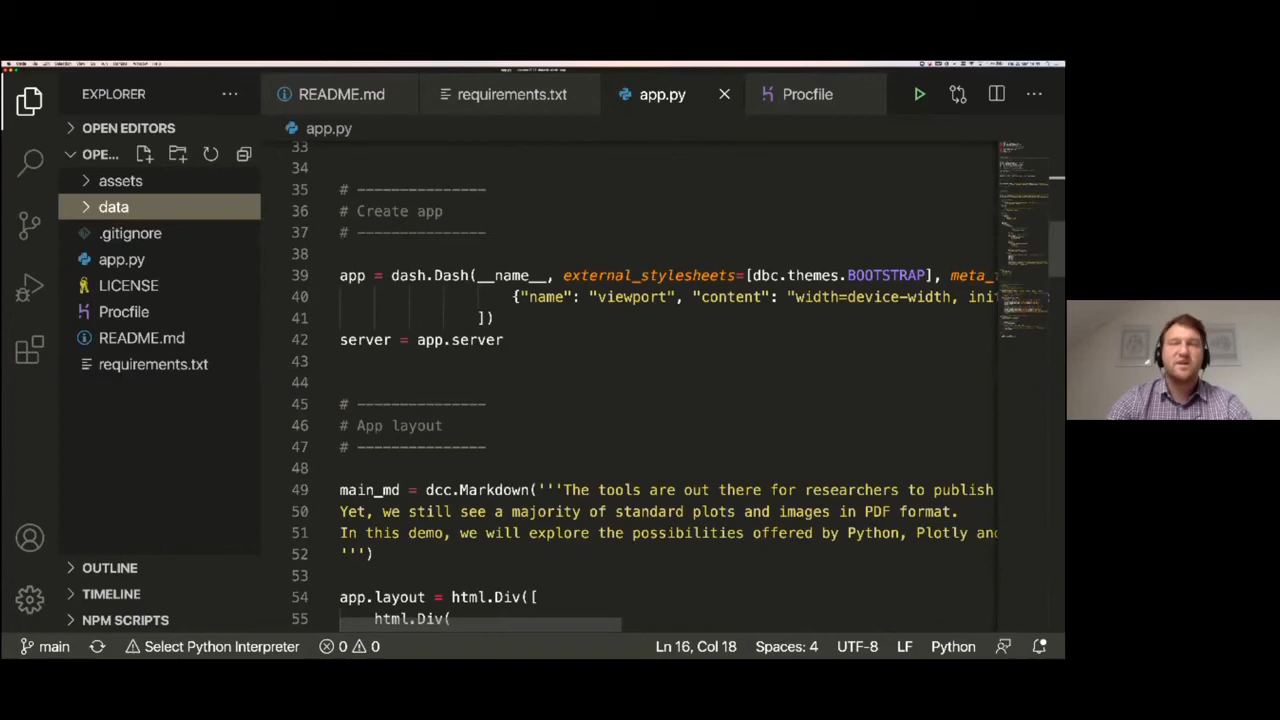 EXPLORER
README.md
requirements.txt
app.py
Procfile
OPEN EDITORS
app.py
OPE...
assets
data
.gitignore
app.py
LICENSE
Procfile
README.md
requirements.txt
OUTLINE
TIMELINE
NPM SCRIPTS
33
34
35 # ---------------
36 # Create app
37 # ---------------
38
39 app = dash.Dash(__name__, external_stylesheets=[dbc.themes.BOOTSTRAP], meta_
40 {"name": "viewport", "content": "width=device-width, ini
41 ])
42 server = app.server
43
44
45 # ---------------
46 # App layout
47 # ---------------
48
49 main_md = dcc.Markdown('''The tools are out there for researchers to publish
50 Yet, we still see a majority of standard plots and images in PDF format.
51 In this demo, we will explore the possibilities offered by Python, Plotly and
52 ''')
53
54 app.layout = html.Div([
55 html.Div(
main
Select Python Interpreter
0
0
Ln 16, Col 18
Spaces: 4
UTF-8
LF
Python